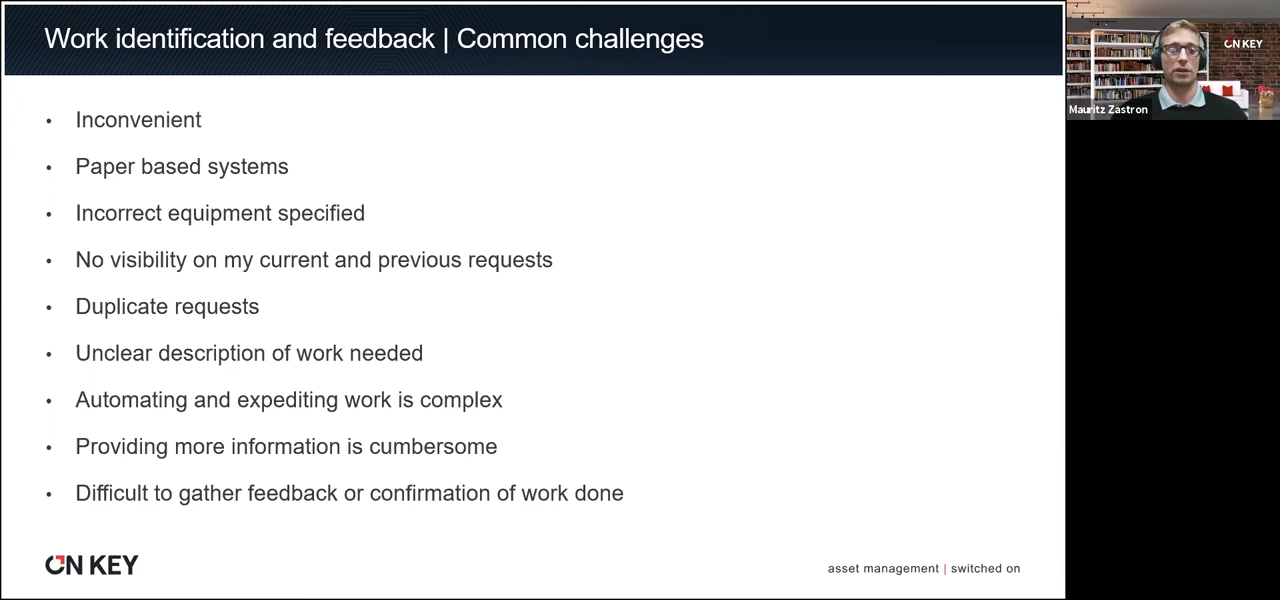 Work identification and feedback | Common challenges
• Inconvenient
• Paper based systems
• Incorrect equipment specified
• No visibility on my current and previous requests
• Duplicate requests
• Unclear description of work needed
• Automating and expediting work is complex
• Providing more information is cumbersome
• Difficult to gather feedback or confirmation of work done
ON KEY
asset management | switched on
ON KEY
Mauritz Zastron